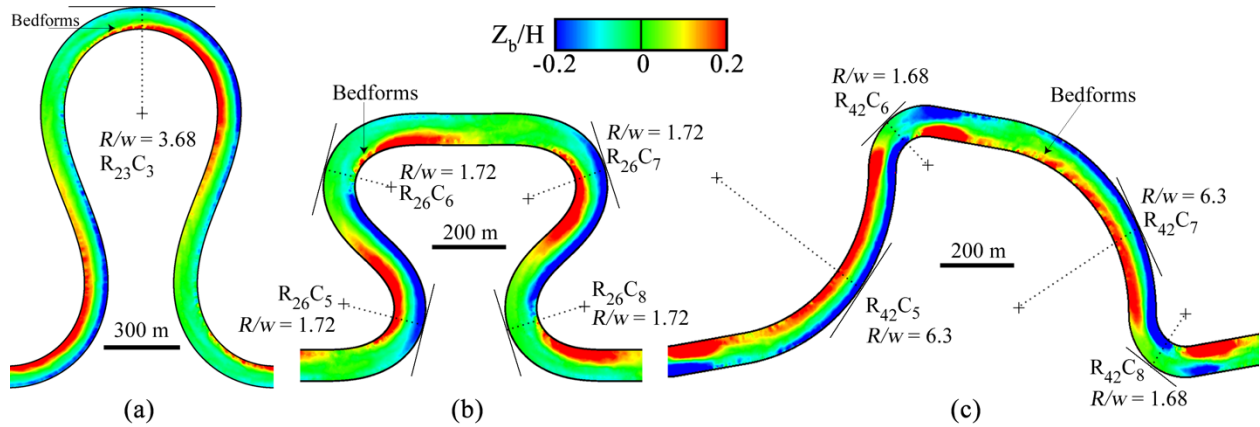 Bedforms
R/w = 3.68
R23C3
300 m
(a)
Zb/H
-0.2 0 0.2
Bedforms
R/w = 1.72
R26C7
R/w = 1.72
R26C6
200 m
R26C5
R/w = 1.72
R26C8
R/w = 1.72
(b)
R/w = 1.68
R42C6
Bedforms
R/w = 6.3
R42C7
200 m
R42C5
R/w = 6.3
R42C8
R/w = 1.68
(c)